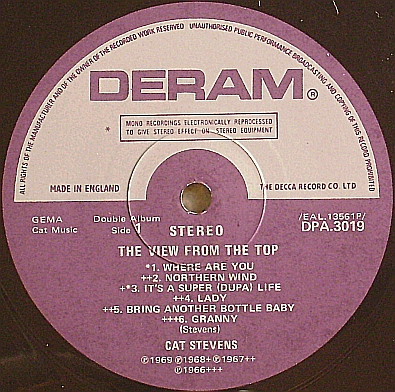 ALL RIGHTS OF THE MANUFACTURER AND OF THE OWNER OF THE RECORDED WORK RESERVED   UNAUTHORISED PUBLIC PERFORMANCE BROADCASTING AND COPYING OF THIS RECORD PROHIBITED
DERAM®
MONO RECORDINGS ELECTRONICALLY REPROCESSED
* TO GIVE STEREO EFFECT ON STEREO EQUIPMENT
MADE IN ENGLAND THE DECCA RECORD CO. LTD
GEMA Double Album /EAL.13561P/
Cat Music Side 1 STEREO DPA.3019
THE VIEW FROM THE TOP
*1. WHERE ARE YOU
++2. NORTHERN WIND
+*3. IT'S A SUPER (DUPA) LIFE
++4. LADY
++5. BRING ANOTHER BOTTLE BABY
+++6. GRANNY
(Stevens)
CAT STEVENS
℗1969 ℗1968+ ℗1967++
℗1966+++